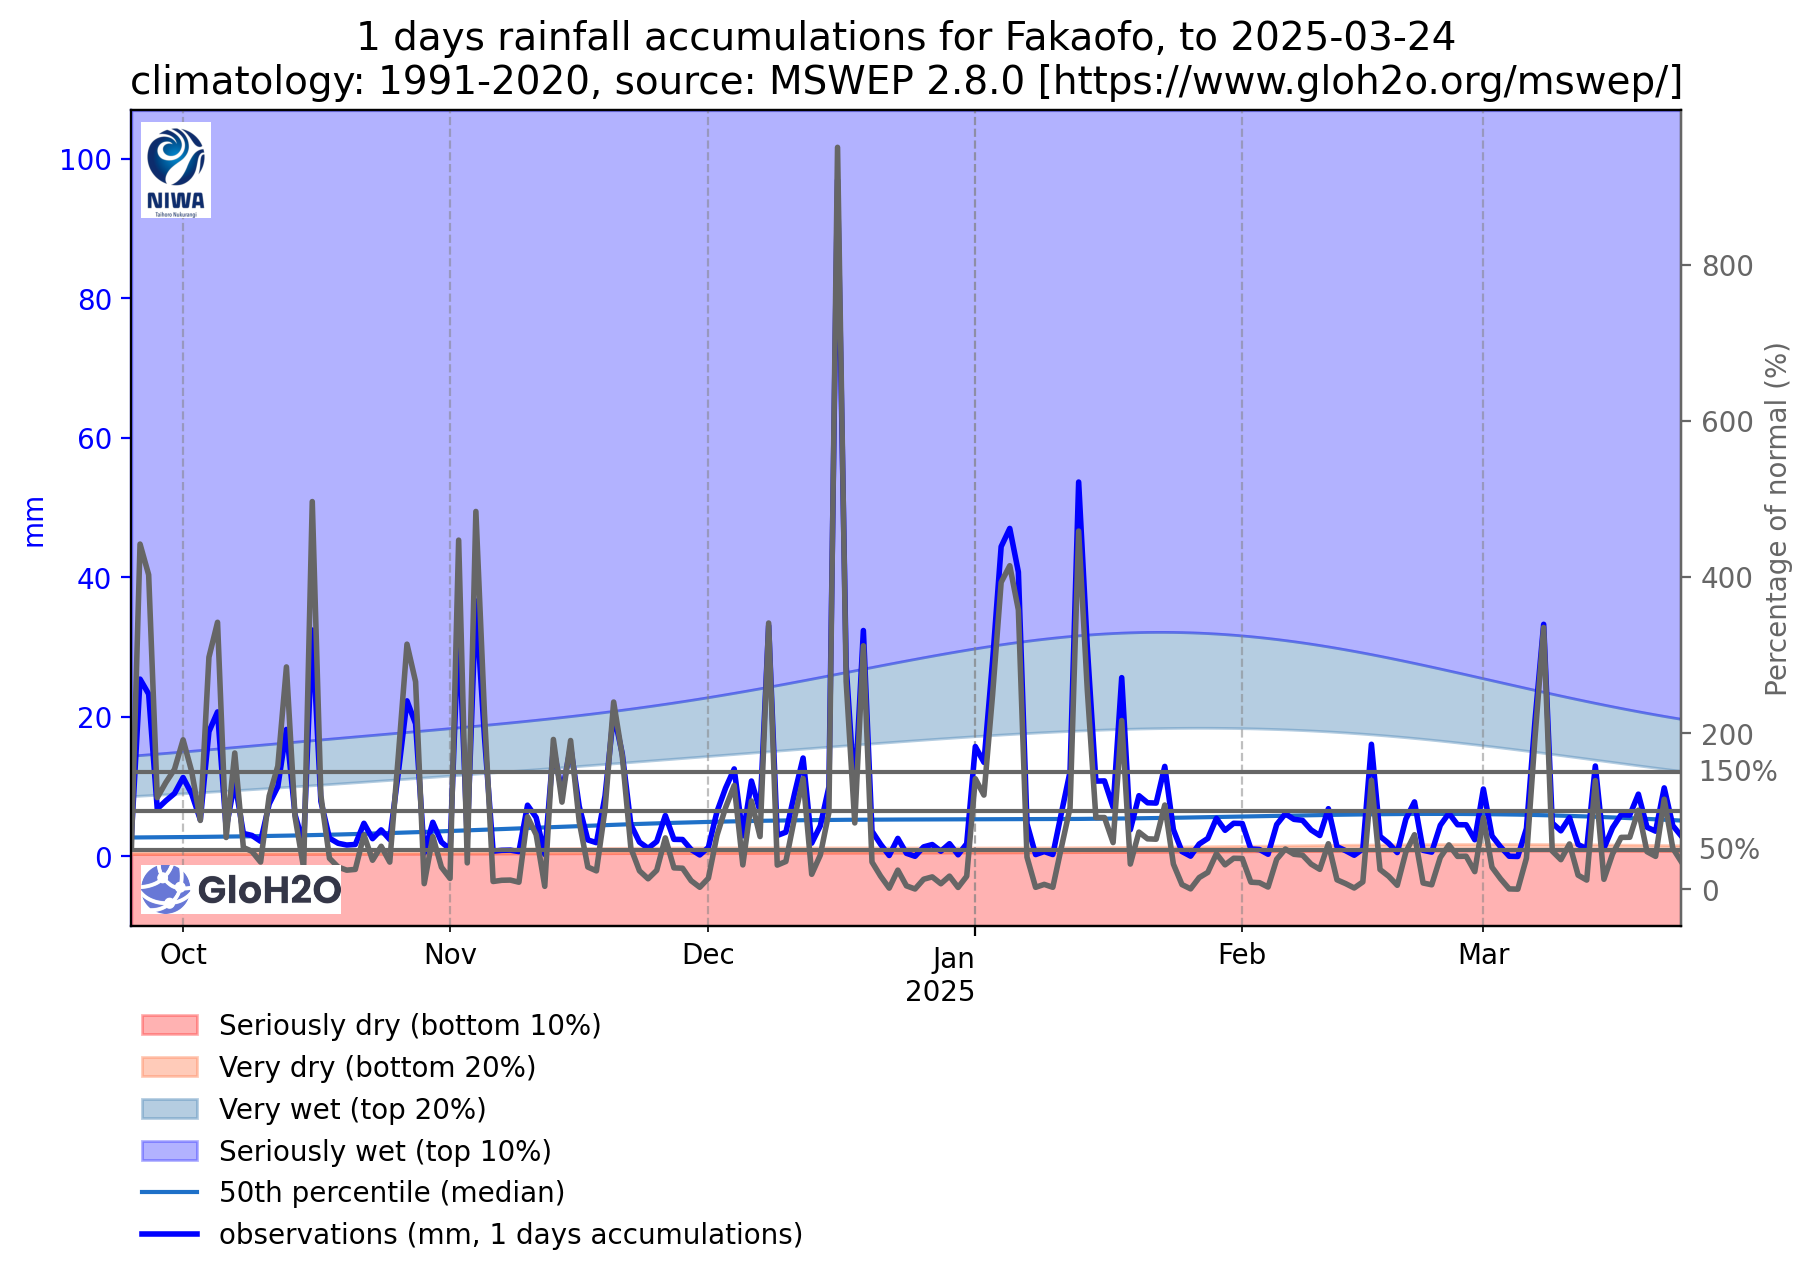 1 days rainfall accumulations for Fakaofo, to 2025-03-24
climatology: 1991-2020, source: MSWEP 2.8.0 [https://www.gloh2o.org/mswep/]
NIWA
Taihoro Nukurangi
100
80
60
40
20
0
mm
800
600
400
200
150%
50%
0
Percentage of normal (%)
GloH2O
Oct
Nov
Dec
Jan
2025
Feb
Mar
Seriously dry (bottom 10%)
Very dry (bottom 20%)
Very wet (top 20%)
Seriously wet (top 10%)
50th percentile (median)
observations (mm, 1 days accumulations)